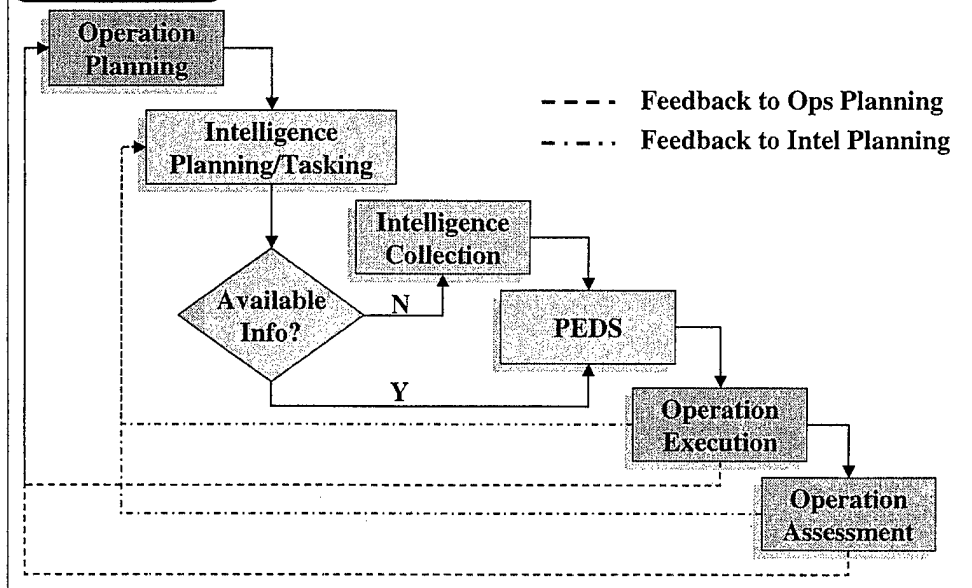 Operation
Planning
Feedback to Ops Planning
Intelligence
Planning/Tasking
Feedback to Intel Planning
Intelligence
Collection
Available
Info?
N
PEDS
Y
Operation
Execution
Operation
Assessment